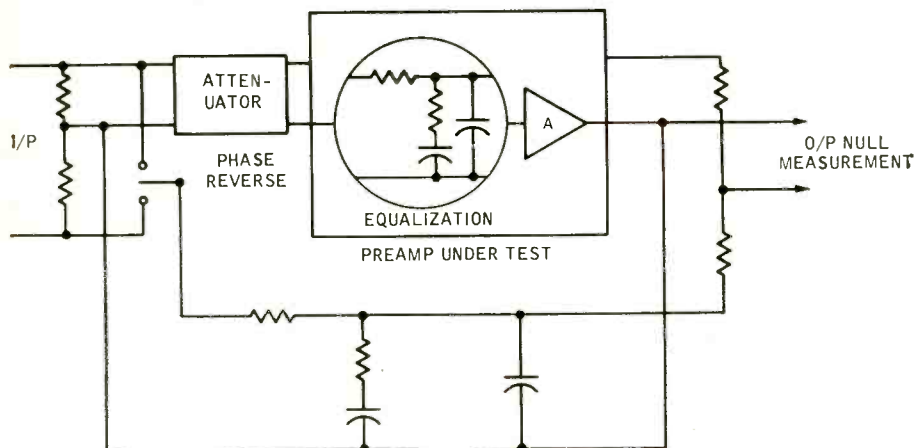 ATTEN-
UATOR
A
I/P
O/P NULL
MEASUREMENT
PHASE
REVERSE
EQUALIZATION
PREAMP UNDER TEST